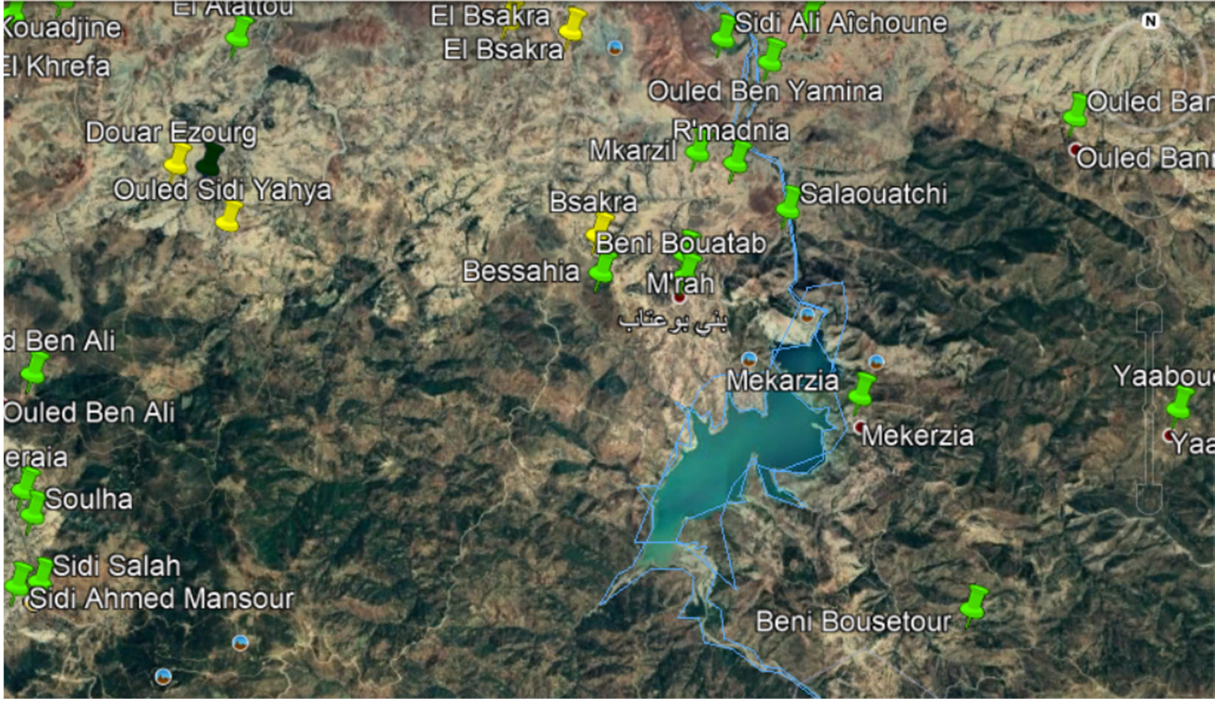 El Atattou
El Bsakra
Sidi Ali Aîchoune
N
Kouadjine
El Bsakra
El Khrefa
Ouled Ben Yamina
Ouled Ban
Douar Ezourg
R'madnia
Mkarzil
Ouled Bann
Ouled Sidi Yahya
Salaouatchi
Bsakra
Beni Bouatab
Bessahia
M'rah
بني بوعتاب
d Ben Ali
Mekarzia
Yaabou
Ouled Ben Ali
Mekerzia
Yaa
eraia
Soulha
Sidi Salah
Sidi Ahmed Mansour
Beni Bousetour